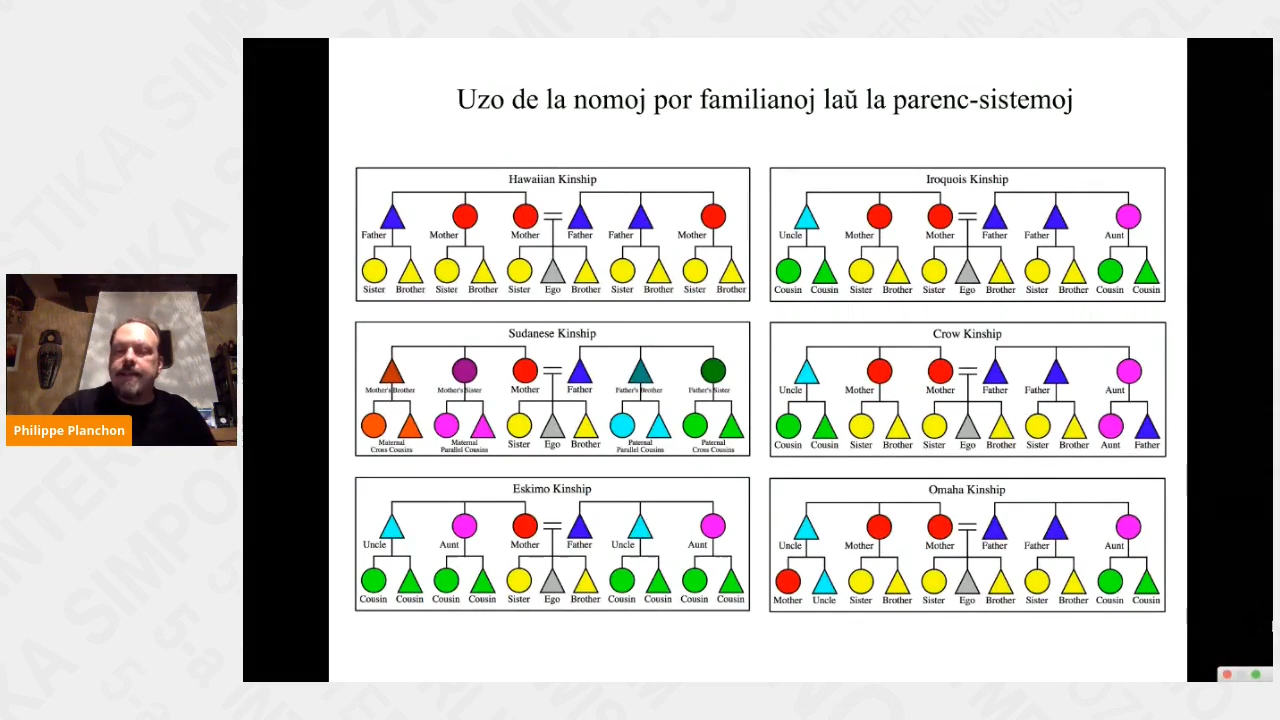 Uzo de la nomoj por familianoj laŭ la parenc-sistemoj
Hawaiian Kinship
Father Mother Mother Father Father Mother
Sister Brother Sister Brother Sister Ego Brother Sister Brother Sister Brother
Iroquois Kinship
Uncle Mother Mother Father Father Aunt
Cousin Cousin Sister Brother Sister Ego Brother Sister Brother Cousin Cousin
Sudanese Kinship
Mother's Brother Mother's Sister Mother Father Father's Brother Father's Sister
Maternal Cross Cousins Maternal Parallel Cousins Sister Ego Brother Paternal Parallel Cousins Paternal Cross Cousins
Crow Kinship
Uncle Mother Mother Father Father Aunt
Cousin Cousin Sister Brother Sister Ego Brother Sister Brother Aunt Father
Eskimo Kinship
Uncle Aunt Mother Father Uncle Aunt
Cousin Cousin Cousin Cousin Sister Ego Brother Cousin Cousin Cousin Cousin
Omaha Kinship
Uncle Mother Mother Father Father Aunt
Mother Uncle Sister Brother Sister Ego Brother Sister Brother Cousin Cousin
Philippe Planchon